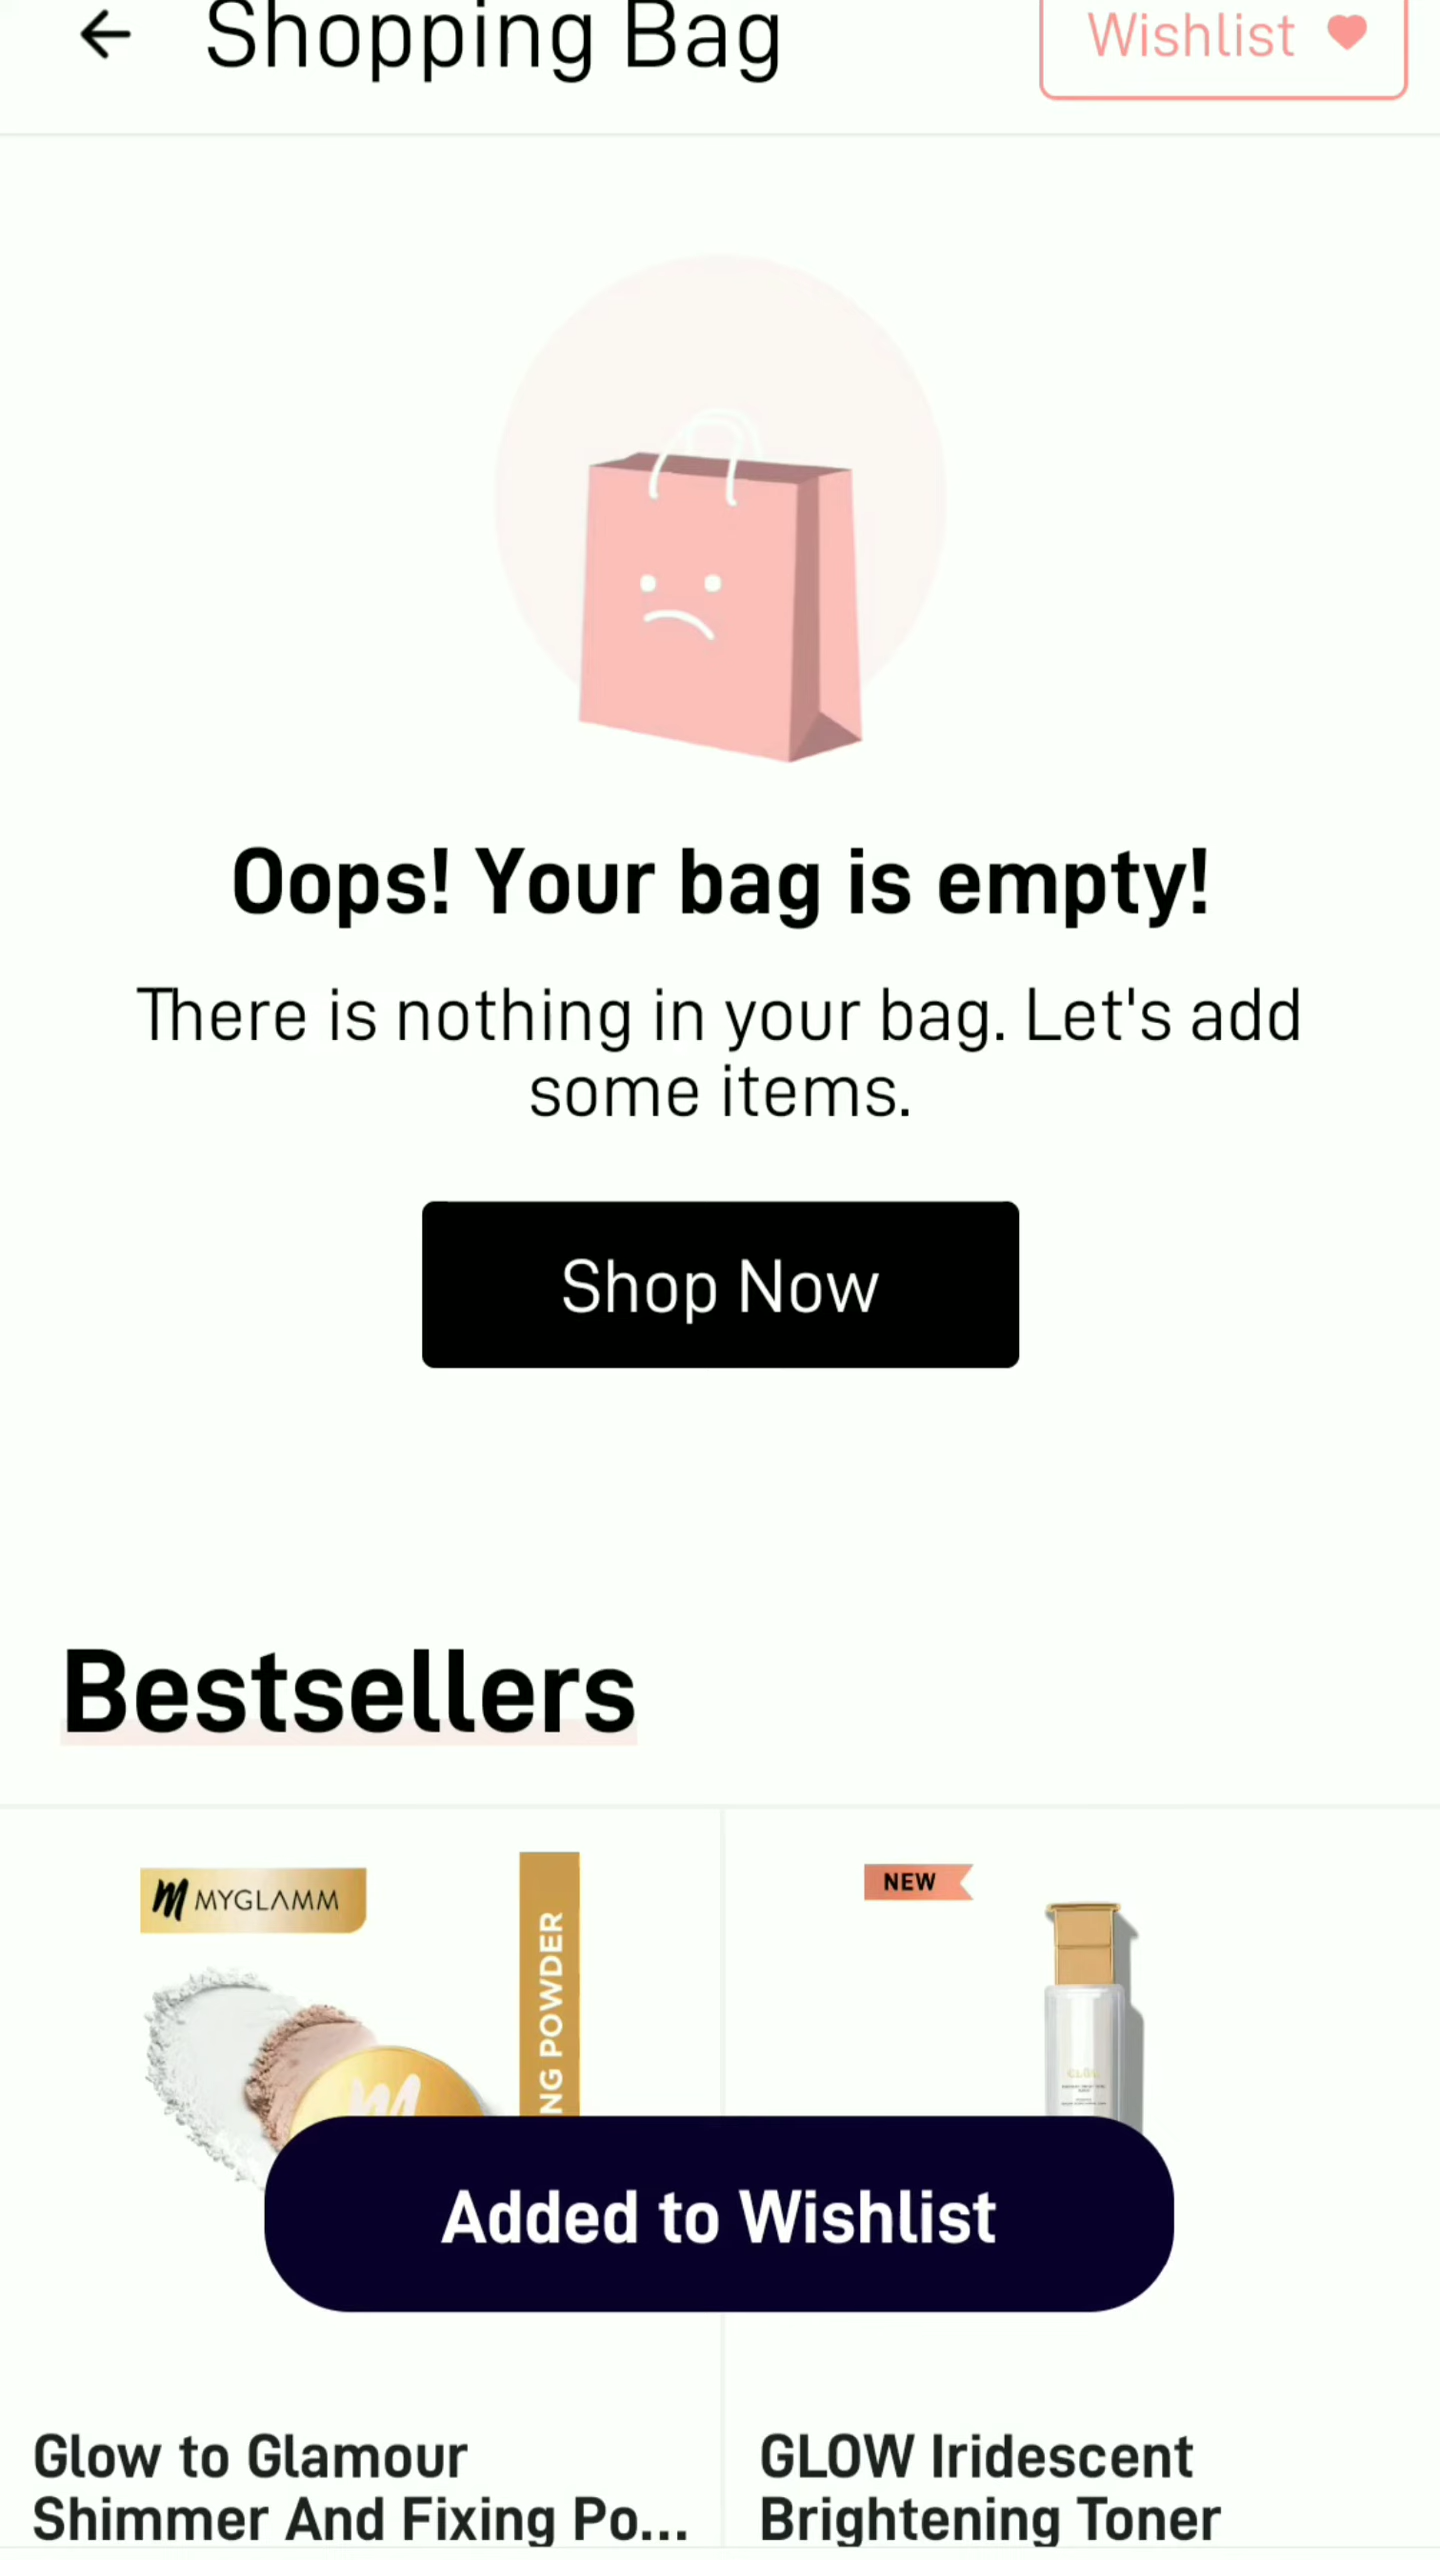 Shopping Bag
Wishlist
Oops! Your bag is empty!
There is nothing in your bag. Let's add
some items.
Shop Now
Bestsellers
MYGLAMM
NG POWDER
NEW
GLOW
Added to Wishlist
Glow to Glamour
Shimmer And Fixing Po...
GLOW Iridescent
Brightening Toner